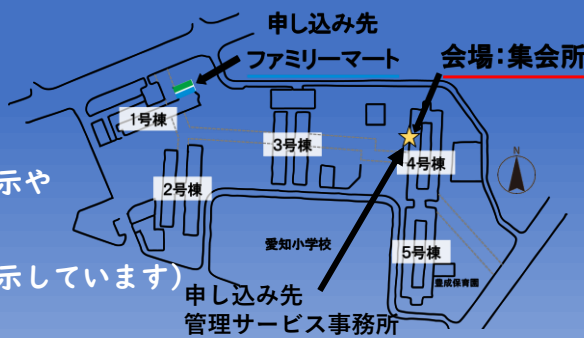 申し込み先
ファミリーマート
会場:集会所
1号棟
3号棟
4号棟
2号棟
N
示や
愛知小学校
5号棟
示しています)
豊成保育園
申し込み先
管理サービス事務所